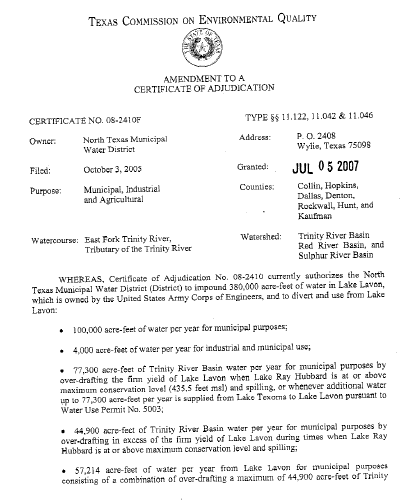 TEXAS COMMISSION ON ENVIRONMENTAL QUALITY
THE STATE OF TEXAS
AMENDMENT TO A
CERTIFICATE OF ADJUDICATION
CERTIFICATE NO. 08-2410F
TYPE §§ 11.122, 11.042 & 11.046
Owner: North Texas Municipal
Water District
Address: P. O. 2408
Wylie, Texas 75098
Filed: October 3, 2005
Granted: JUL 05 2007
Purpose: Municipal, Industrial
and Agricultural
Counties: Collin, Hopkins,
Dallas, Denton,
Rockwall, Hunt, and
Kaufman
Watercourse: East Fork Trinity River,
Tributary of the Trinity River
Watershed: Trinity River Basin
Red River Basin, and
Sulphur River Basin
WHEREAS, Certificate of Adjudication No. 08-2410 currently authorizes the North
Texas Municipal Water District (District) to impound 380,000 acre-feet of water in Lake Lavon,
which is owned by the United States Army Corps of Engineers, and to divert and use from Lake
Lavon:
• 100,000 acre-feet of water per year for municipal purposes;
• 4,000 acre-feet of water per year for industrial and municipal use;
• 77,300 acre-feet of Trinity River Basin water per year for municipal purposes by
over-drafting the firm yield of Lake Lavon when Lake Ray Hubbard is at or above
maximum conservation level (435.5 feet msl) and spilling, or whenever additional water
up to 77,300 acre-feet per year is supplied from Lake Texoma to Lake Lavon pursuant to
Water Use Permit No. 5003;
• 44,900 acre-feet of Trinity River Basin water per year for municipal purposes by
over-drafting in excess of the firm yield of Lake Lavon during times when Lake Ray
Hubbard is at or above maximum conservation level and spilling;
• 57,214 acre-feet of water per year from Lake Lavon for municipal purposes
consisting of a combination of over-drafting a maximum of 44,900 acre-feet of Trinity